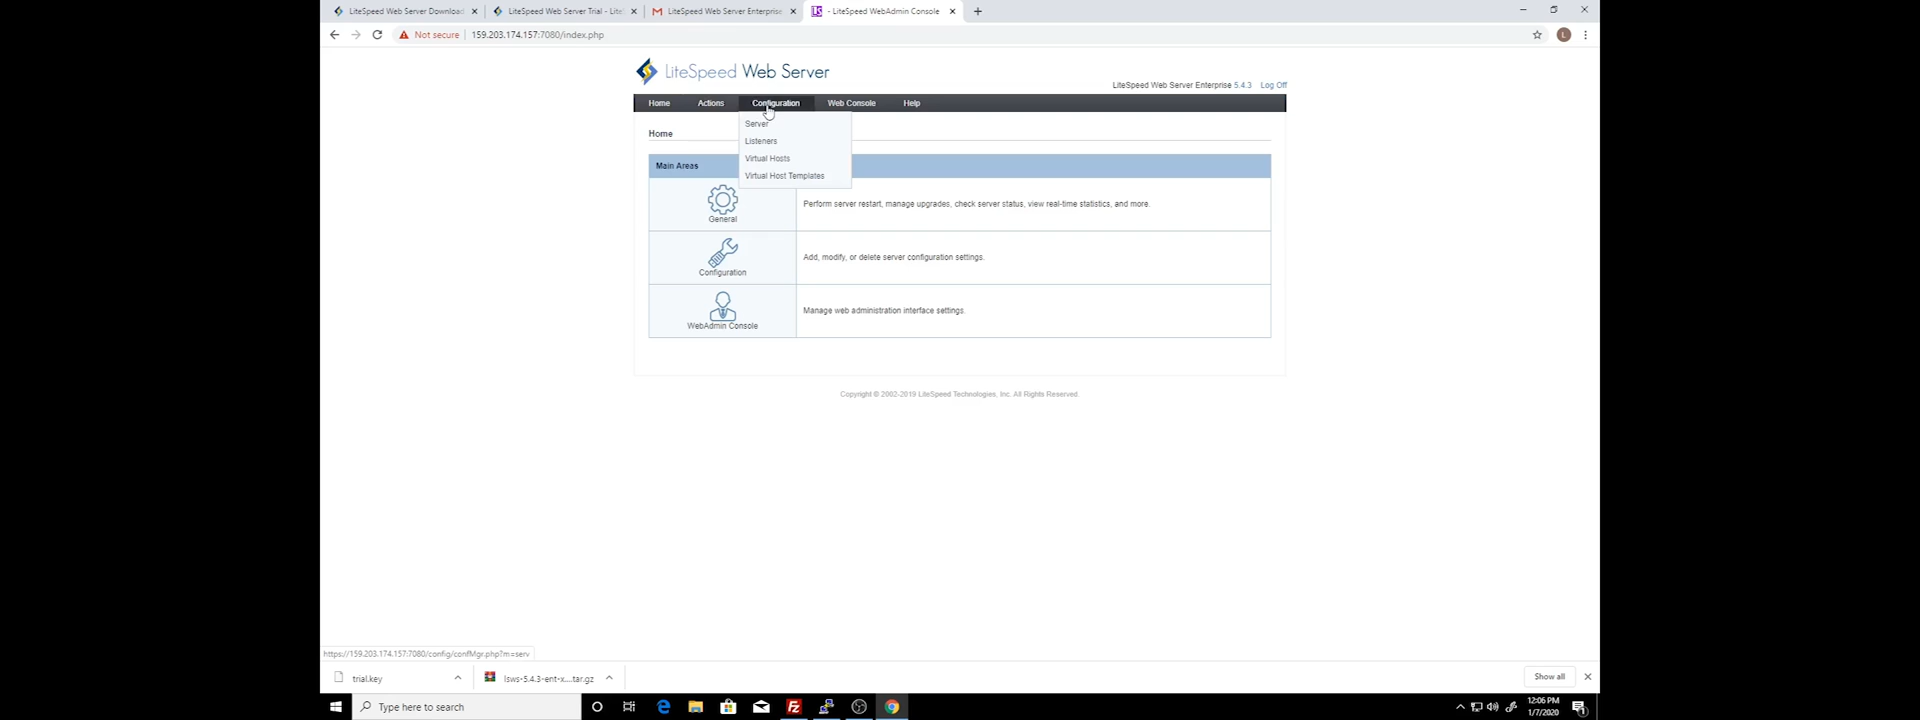 LiteSpeed Web Server Download
LiteSpeed Web Server Trial - Lite
LiteSpeed Web Server Enterprise
- LiteSpeed WebAdmin Console
Not secure
159.203.174.157:7080/index.php
L
LiteSpeed Web Server
LiteSpeed Web Server Enterprise 5.4.3 Log Off
Home Actions Configuration Web Console Help
Server
Listeners
Virtual Hosts
Virtual Host Templates
Home
Main Areas
General
Perform server restart, manage upgrades, check server status, view real-time statistics, and more.
Configuration
Add, modify, or delete server configuration settings.
WebAdmin Console
Manage web administration interface settings.
Copyright © 2002-2019 LiteSpeed Technologies, Inc. All Rights Reserved.
https://159.203.174.157:7080/config/confMgr.php?m=serv
trial.key
lsws-5.4.3-ent-x....tar.gz
Show all
Type here to search
12:06 PM
1/7/2020